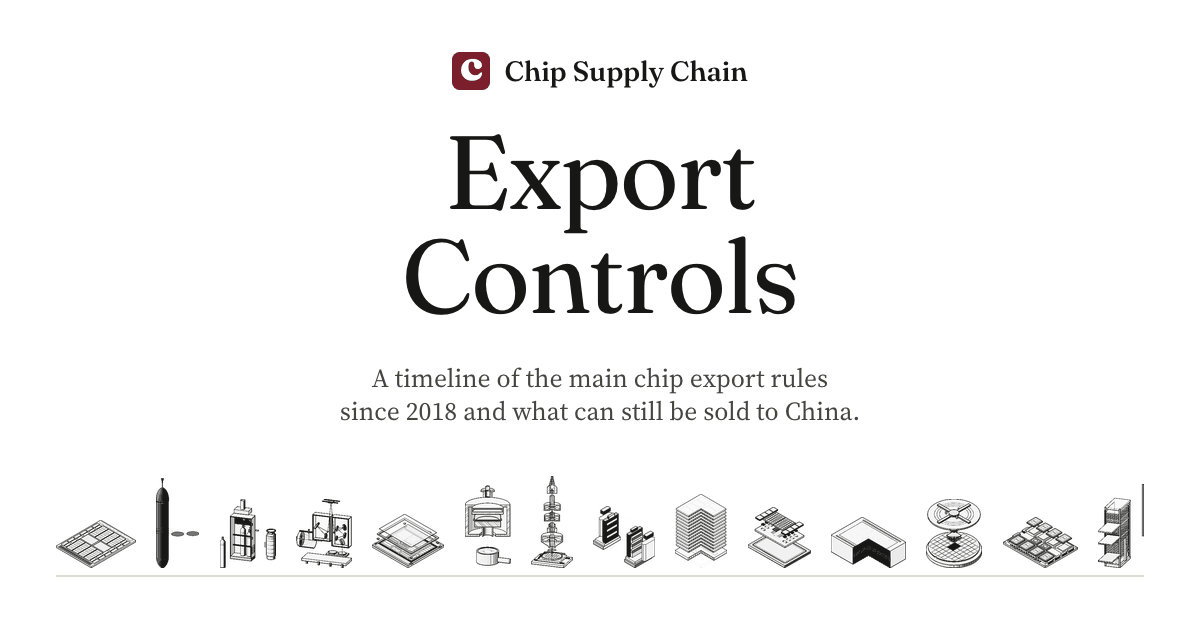 C Chip Supply Chain
Export
Controls
A timeline of the main chip export rules
since 2018 and what can still be sold to China.